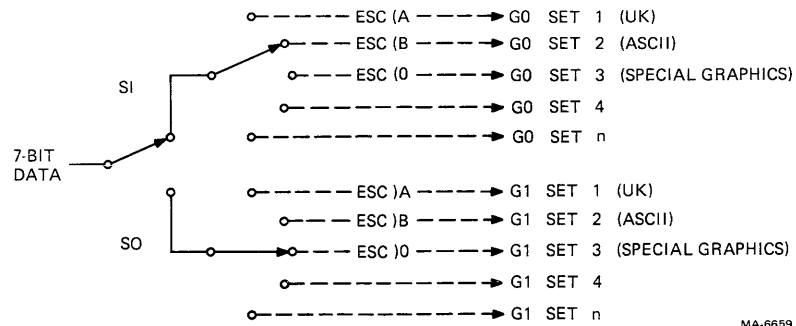 ESC (A G0 SET 1 (UK)
ESC (B G0 SET 2 (ASCII)
SI ESC (0 G0 SET 3 (SPECIAL GRAPHICS)
G0 SET 4
G0 SET n
7-BIT
DATA
ESC )A G1 SET 1 (UK)
ESC )B G1 SET 2 (ASCII)
SO ESC )0 G1 SET 3 (SPECIAL GRAPHICS)
G1 SET 4
G1 SET n
MA-6659